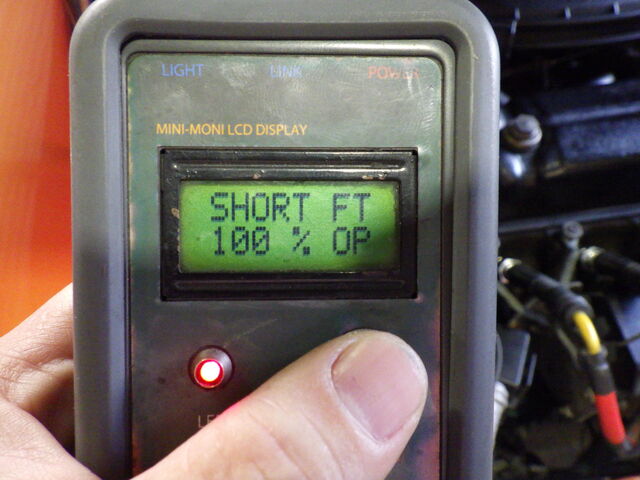 LIGHT LINK POWER
MINI-MONI LCD DISPLAY
SHORT FT
100 % OP